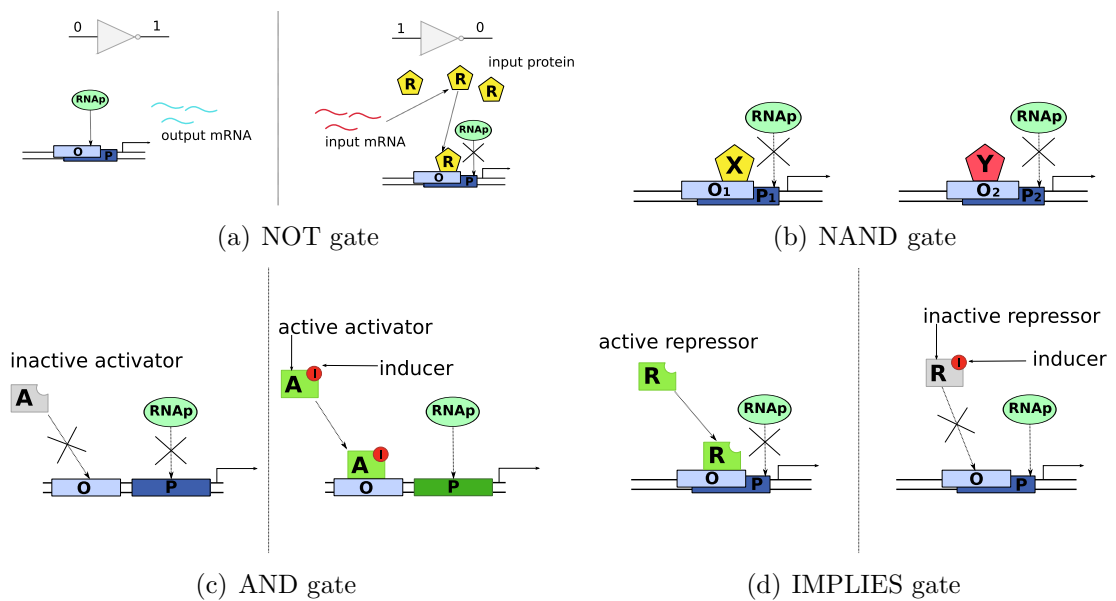 0
1
RNAp
output mRNA
O
P
1
0
input protein
R
R
R
input mRNA
RNAp
R
O
P
(a) NOT gate
RNAp
X
O1
P1
RNAp
Y
O2
P2
(b) NAND gate
inactive activator
A
RNAp
O
P
active activator
A
I
inducer
RNAp
A
I
O
P
(c) AND gate
active repressor
R
RNAp
R
O
P
inactive repressor
R
I
inducer
RNAp
O
P
(d) IMPLIES gate